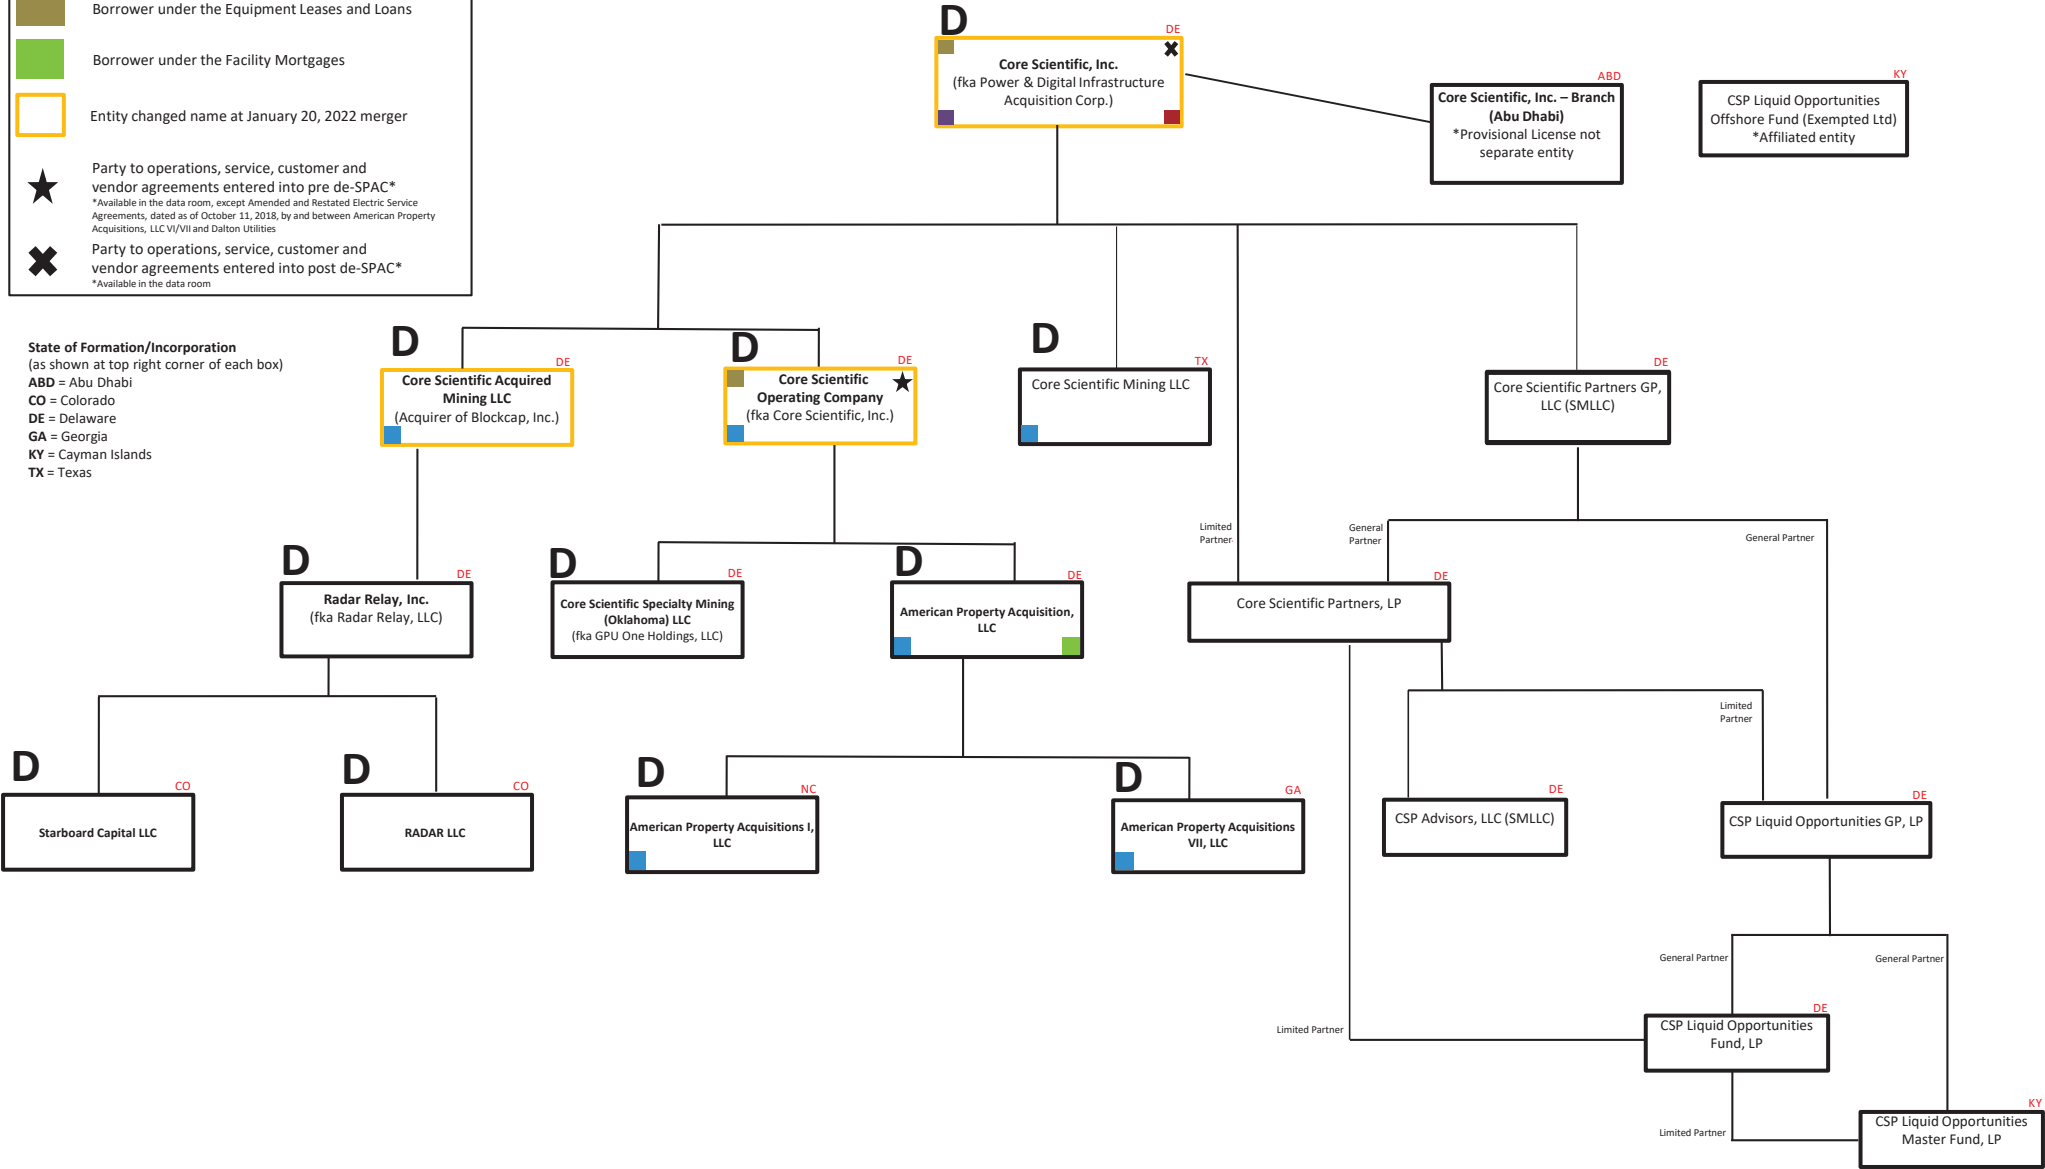 Borrower under the Equipment Leases and Loans
Borrower under the Facility Mortgages
Entity changed name at January 20, 2022 merger
Party to operations, service, customer and
vendor agreements entered into pre de-SPAC*
*Available in the data room, except Amended and Restated Electric Service
Agreements, dated as of October 11, 2018, by and between American Property
Acquisitions, LLC VI/VII and Dalton Utilities
Party to operations, service, customer and
vendor agreements entered into post de-SPAC*
*Available in the data room
State of Formation/Incorporation
(as shown at top right corner of each box)
ABD = Abu Dhabi
CO = Colorado
DE = Delaware
GA = Georgia
KY = Cayman Islands
TX = Texas
D
DE
Core Scientific, Inc.
(fka Power & Digital Infrastructure
Acquisition Corp.)
ABD
Core Scientific, Inc. – Branch
(Abu Dhabi)
*Provisional License not
separate entity
KY
CSP Liquid Opportunities
Offshore Fund (Exempted Ltd)
*Affiliated entity
D
DE
Core Scientific Acquired
Mining LLC
(Acquirer of Blockcap, Inc.)
D
DE
Core Scientific
Operating Company
(fka Core Scientific, Inc.)
D
TX
Core Scientific Mining LLC
DE
Core Scientific Partners GP,
LLC (SMLLC)
Limited
Partner
General
Partner
General Partner
D
DE
Radar Relay, Inc.
(fka Radar Relay, LLC)
D
DE
Core Scientific Specialty Mining
(Oklahoma) LLC
(fka GPU One Holdings, LLC)
D
DE
American Property Acquisition,
LLC
DE
Core Scientific Partners, LP
Limited
Partner
D
CO
Starboard Capital LLC
D
CO
RADAR LLC
D
NC
American Property Acquisitions I,
LLC
D
GA
American Property Acquisitions
VII, LLC
DE
CSP Advisors, LLC (SMLLC)
DE
CSP Liquid Opportunities GP, LP
General Partner
General Partner
Limited Partner
DE
CSP Liquid Opportunities
Fund, LP
Limited Partner
KY
CSP Liquid Opportunities
Master Fund, LP